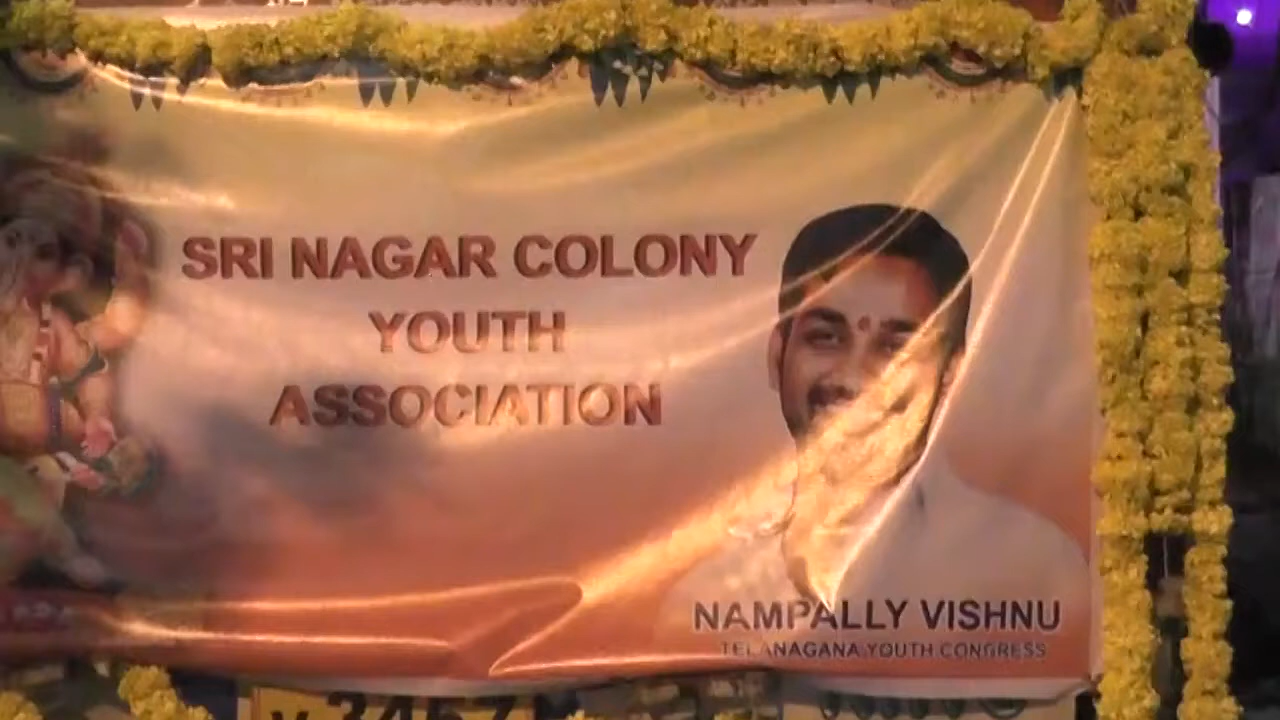 SRI NAGAR COLONY
YOUTH
ASSOCIATION
NAMPALLY VISHNU
TELANAGANA YOUTH CONGRESS